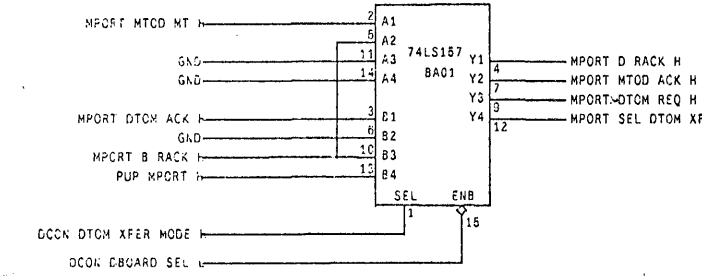 MPORT MTOD MT H
2 A1
5 A2
GND 11 A3
GND 14 A4
74LS157
BA01
Y1 4 MPORT D RACK H
Y2 7 MPORT MTOD ACK H
Y3 9 MPORT DTOM REQ H
Y4 12 MPORT SEL DTOM XF
MPORT DTOM ACK H 3 B1
GND 6 B2
MPORT B RACK H 10 B3
PUP MPORT H 13 B4
SEL ENB
1 15
DCON DTOM XFER MODE H
DCON DBOARD SEL L